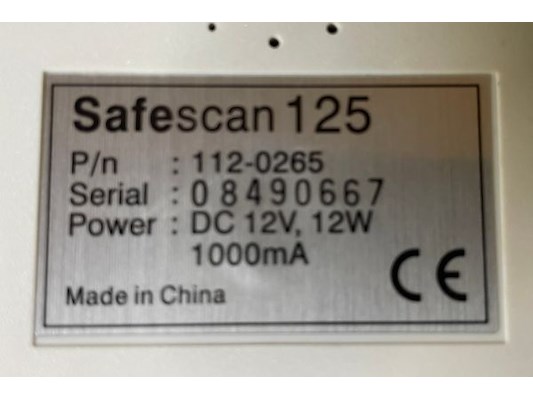 Safescan 125
P/n : 112-0265
Serial : 08490667
Power : DC 12V, 12W
1000mA
CE
Made in China